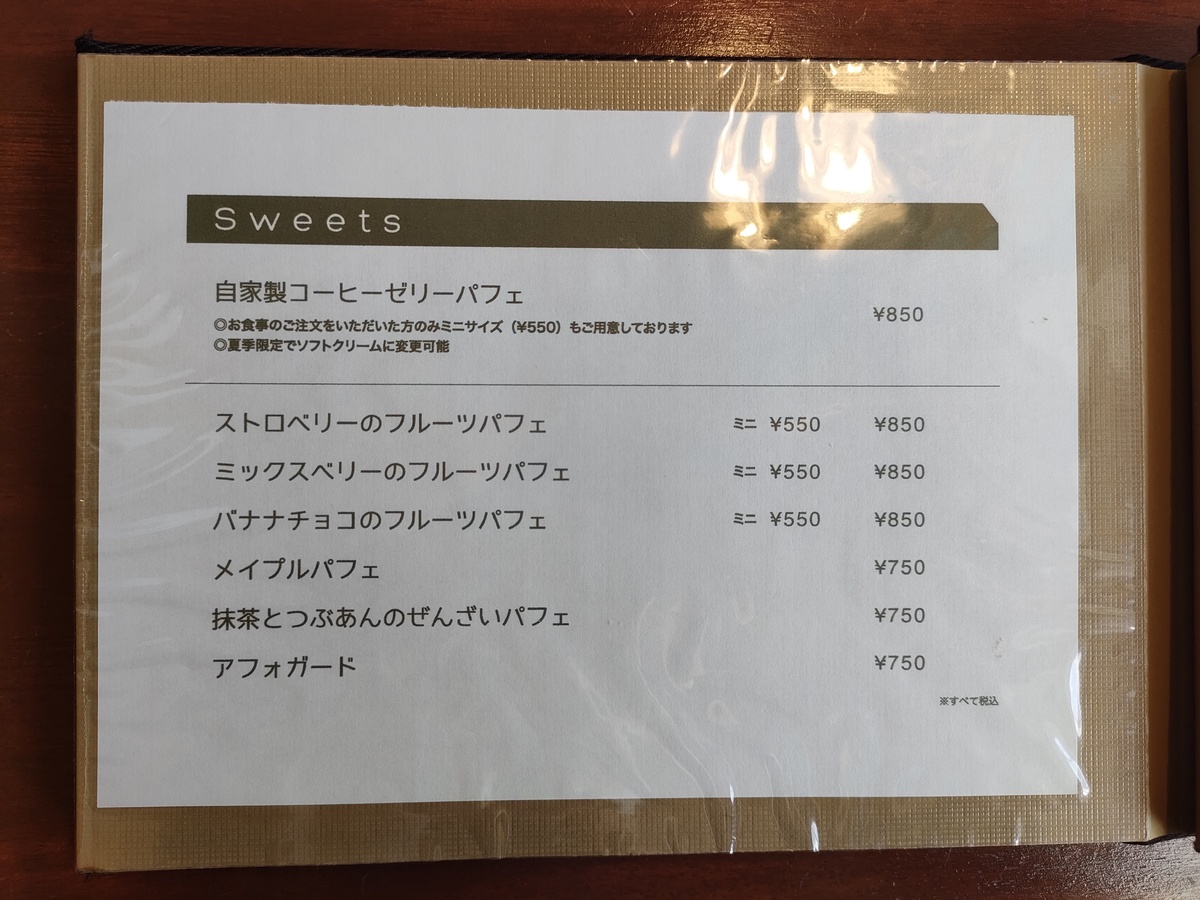 Sweets
自家製コーヒーゼリーパフェ ¥850
◎お食事のご注文をいただいた方のみミニサイズ（¥550）もご用意しております
◎夏季限定でソフトクリームに変更可能
ストロベリーのフルーツパフェ ミニ ¥550 ¥850
ミックスベリーのフルーツパフェ ミニ ¥550 ¥850
バナナチョコのフルーツパフェ ミニ ¥550 ¥850
メイプルパフェ ¥750
抹茶とつぶあんのぜんざいパフェ ¥750
アフォガード ¥750
※すべて税込